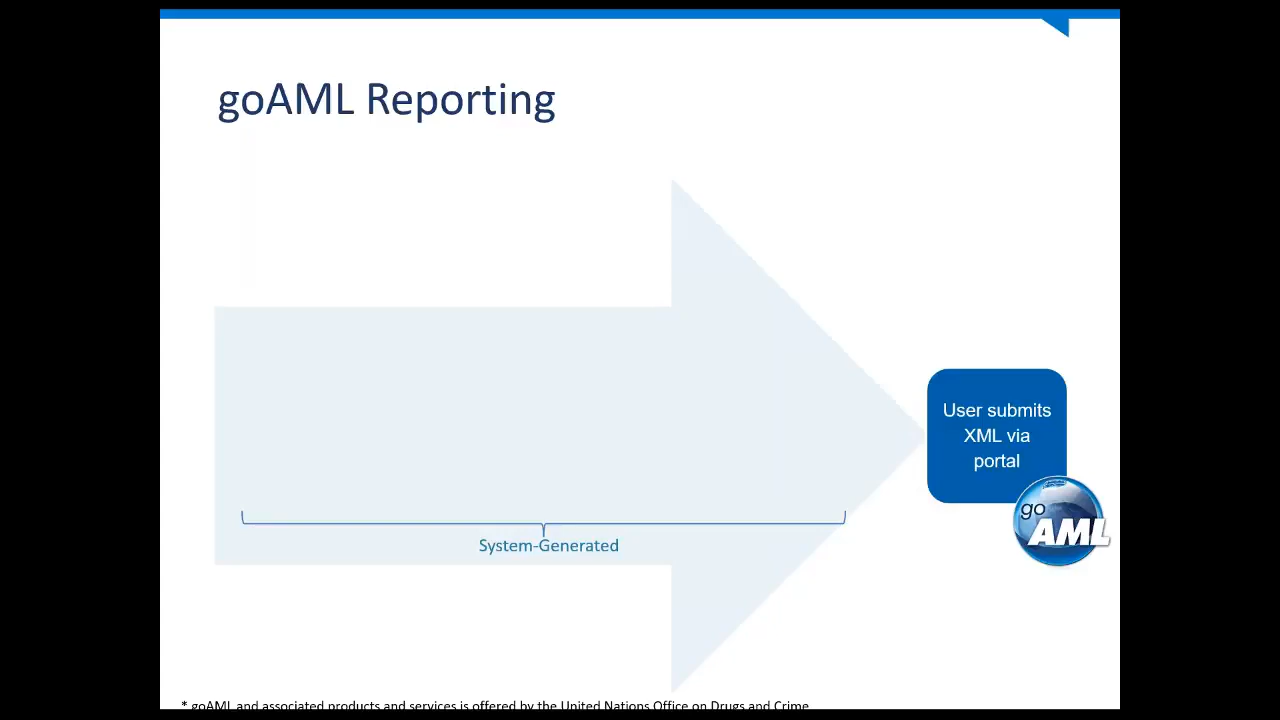 goAML Reporting
User submits
XML via
portal
go
AML
System-Generated
* goAML and associated products and services is offered by the United Nations Office on Drugs and Crime